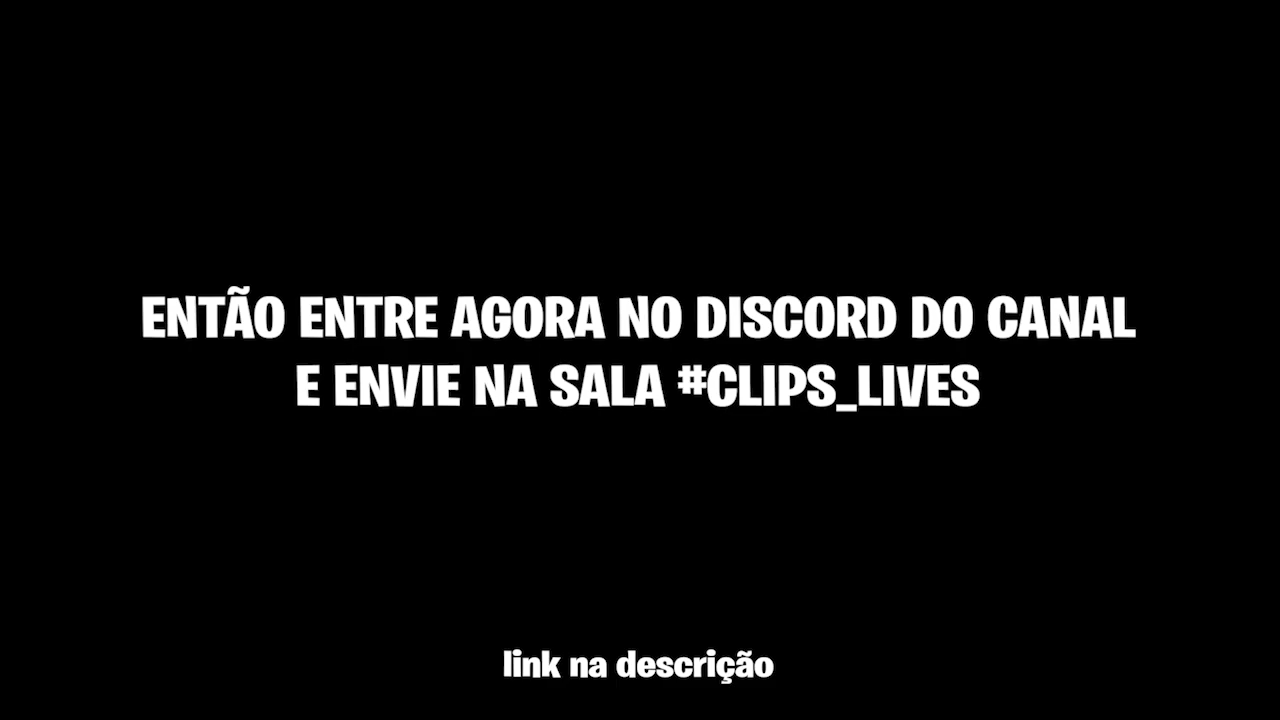 ENTÃO ENTRE AGORA NO DISCORD DO CANAL
E ENVIE NA SALA #CLIPS_LIVES
link na descrição